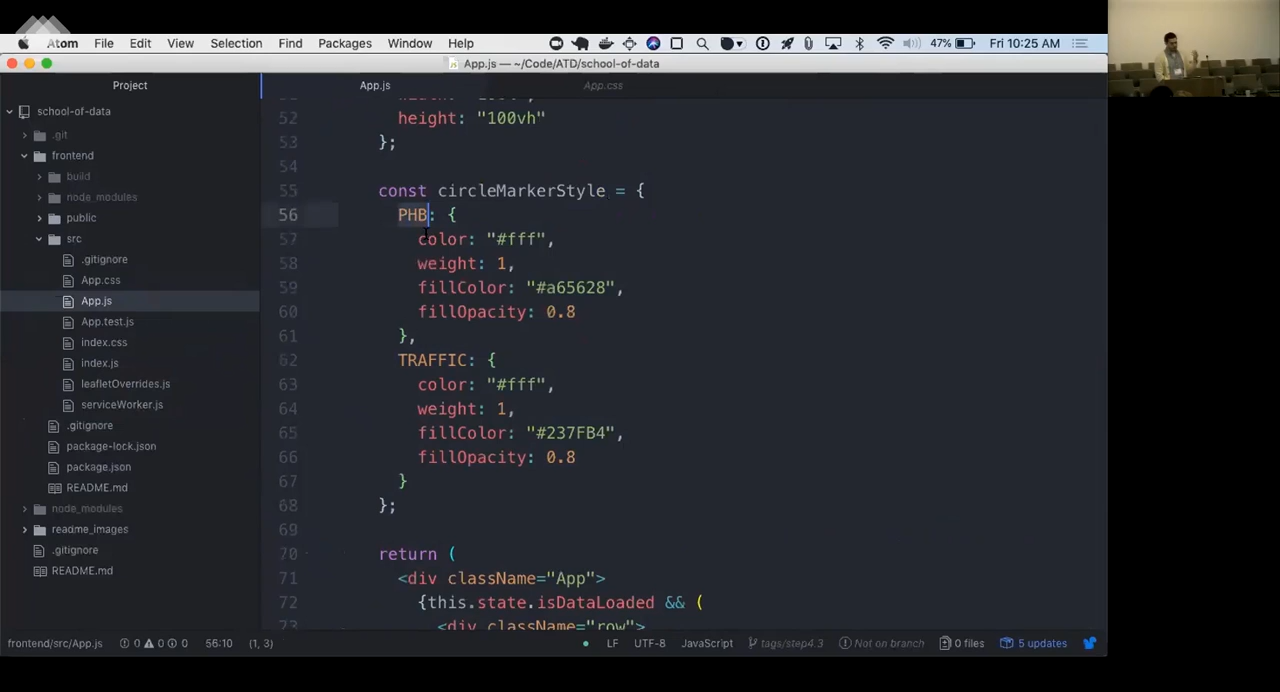 Atom File Edit View Selection Find Packages Window Help 47% Fri 10:25 AM
App.js — ~/Code/ATD/school-of-data
Project App.js App.css
school-of-data
.git
frontend
build
node_modules
public
src
.gitignore
App.css
App.js
App.test.js
index.css
index.js
leafletOverrides.js
serviceWorker.js
.gitignore
package-lock.json
package.json
README.md
node_modules
readme_images
.gitignore
README.md
52 height: "100vh"
53 };
54
55 const circleMarkerStyle = {
56 PHB: {
57 color: "#fff",
58 weight: 1,
59 fillColor: "#a65628",
60 fillOpacity: 0.8
61 },
62 TRAFFIC: {
63 color: "#fff",
64 weight: 1,
65 fillColor: "#237FB4",
66 fillOpacity: 0.8
67 }
68 };
69
70 return (
71 <div className="App">
72 {this.state.isDataLoaded && (
73 <div className="row">
frontend/src/App.js 0 0 0 56:10 (1, 3) LF UTF-8 JavaScript tags/step4.3 Not on branch 0 files 5 updates